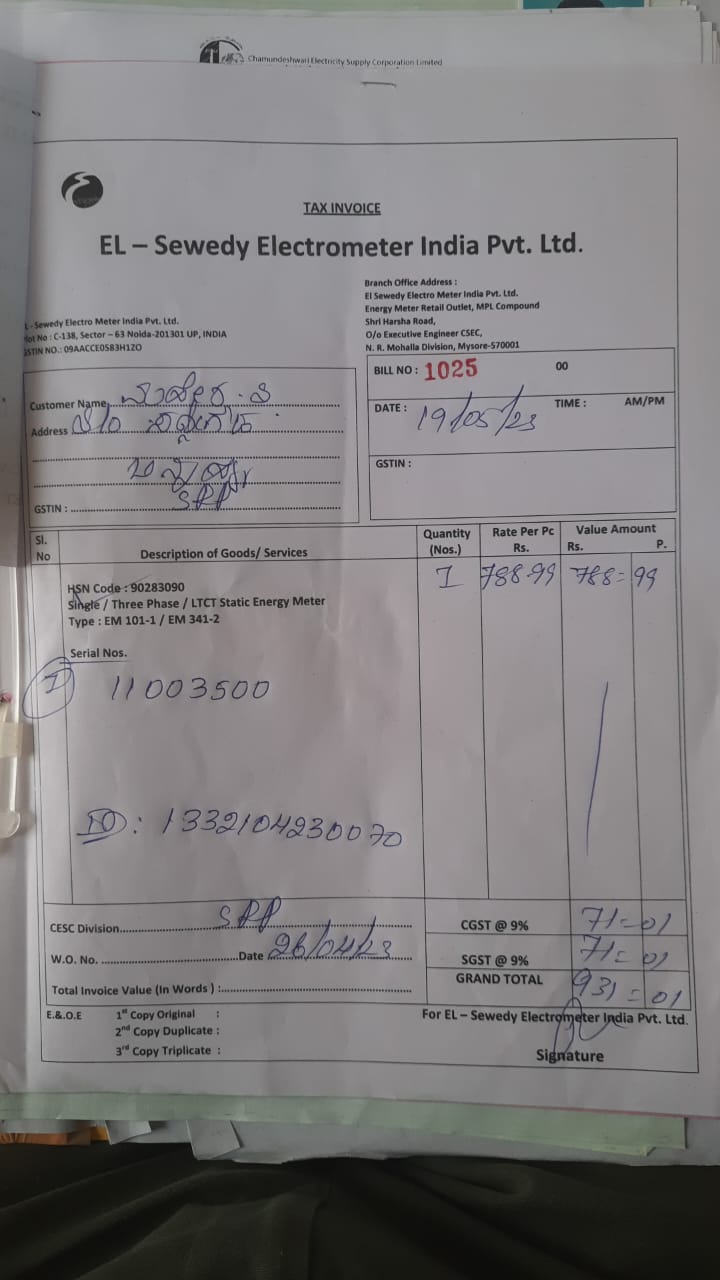 Chamundeshwari Electricity Supply Corporation Limited
TAX INVOICE
EL – Sewedy Electrometer India Pvt. Ltd.
- Sewedy Electro Meter India Pvt. Ltd.
No : C-138, Sector – 63 Noida-201301 UP, INDIA
GSTIN NO.: 09AACCE0583H1ZO
Branch Office Address :
El Sewedy Electro Meter India Pvt. Ltd.
Energy Meter Retail Outlet, MPL Compound
Shri Harsha Road,
O/o Executive Engineer CSEC,
N. R. Mohalla Division, Mysore-570001
Customer Name
Address S/o
SRP
GSTIN :
BILL NO : 1025 00
DATE : 19/05/23 TIME : AM/PM
GSTIN :
Sl. No Description of Goods/ Services Quantity (Nos.) Rate Per Pc Rs. Value Amount Rs. P.
HSN Code : 90283090 1 788-99 788=99
Single / Three Phase / LTCT Static Energy Meter
Type : EM 101-1 / EM 341-2
Serial Nos.
1 11003500
ID : 1332104230070
CESC Division SRP CGST @ 9% 71=01
W.O. No. Date 26/04/23 SGST @ 9% 71=01
Total Invoice Value (In Words ) : GRAND TOTAL 931=01
E.&.O.E 1st Copy Original : For EL – Sewedy Electrometer India Pvt. Ltd.
2nd Copy Duplicate :
3rd Copy Triplicate : Signature